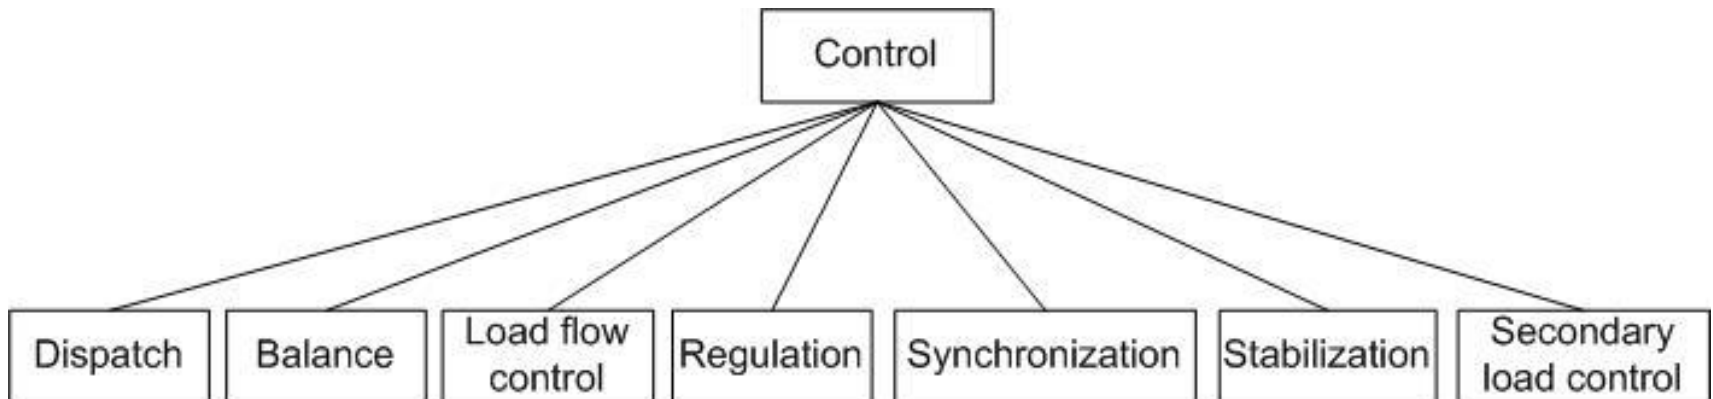 Control
Dispatch
Balance
Load flow
control
Regulation
Synchronization
Stabilization
Secondary
load control